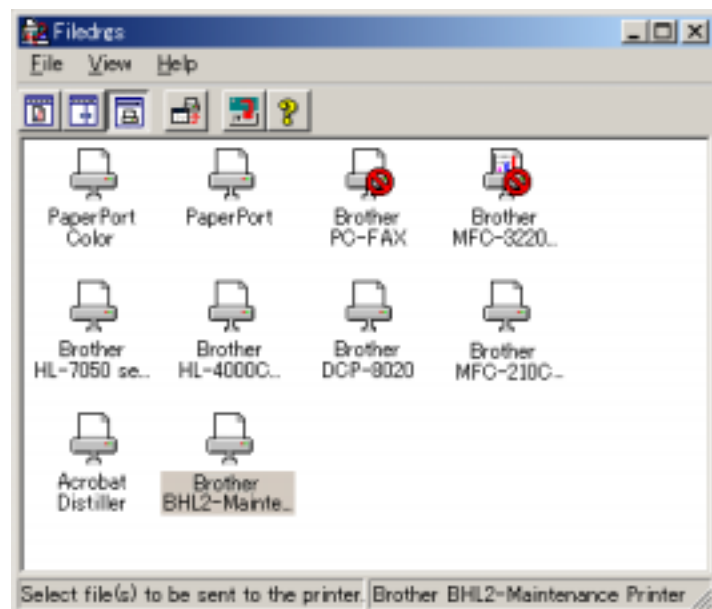 Filedrgs
File View Help
PaperPort Color
PaperPort
Brother PC-FAX
Brother MFC-3220...
Brother HL-7050 se...
Brother HL-4000C...
Brother DCP-8020
Brother MFC-210C...
Acrobat Distiller
Brother BHL2-Mainte...
Select file(s) to be sent to the printer. Brother BHL2-Maintenance Printer